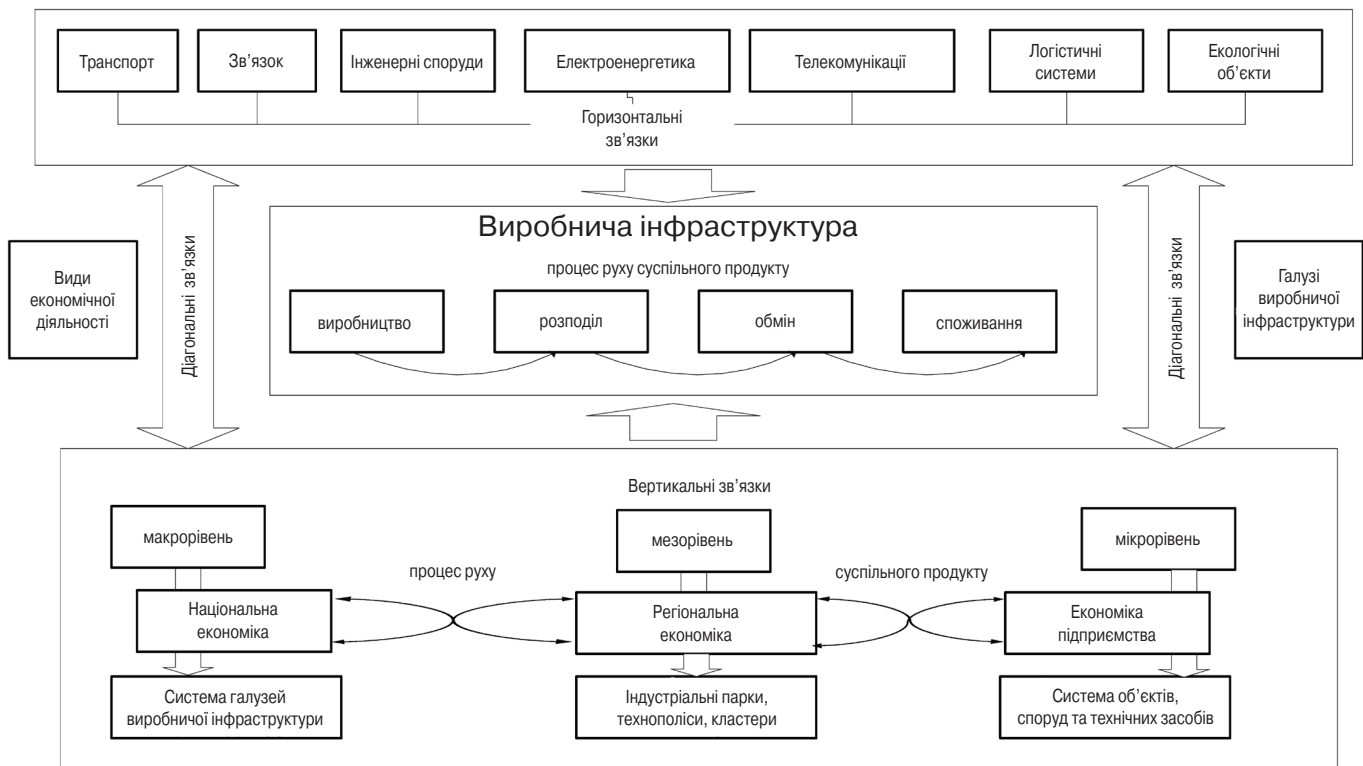 Транспорт
Зв’язок
Інженерні споруди
Електроенергетика
Телекомунікації
Логістичні
системи
Екологічні
об’єкти
Горизонтальні
зв’язки
Види
економічної
діяльності
Діагональні зв’язки
Виробнича інфраструктура
процес руху суспільного продукту
виробництво
розподіл
обмін
споживання
Діагональні зв’язки
Галузі
виробничої
інфраструктури
Вертикальні зв’язки
макрорівень
мезорівень
мікрорівень
процес руху
суспільного продукту
Національна
економіка
Регіональна
економіка
Економіка
підприємства
Система галузей
виробничої інфраструктури
Індустріальні парки,
технополіси, кластери
Система об’єктів,
споруд та технічних засобів